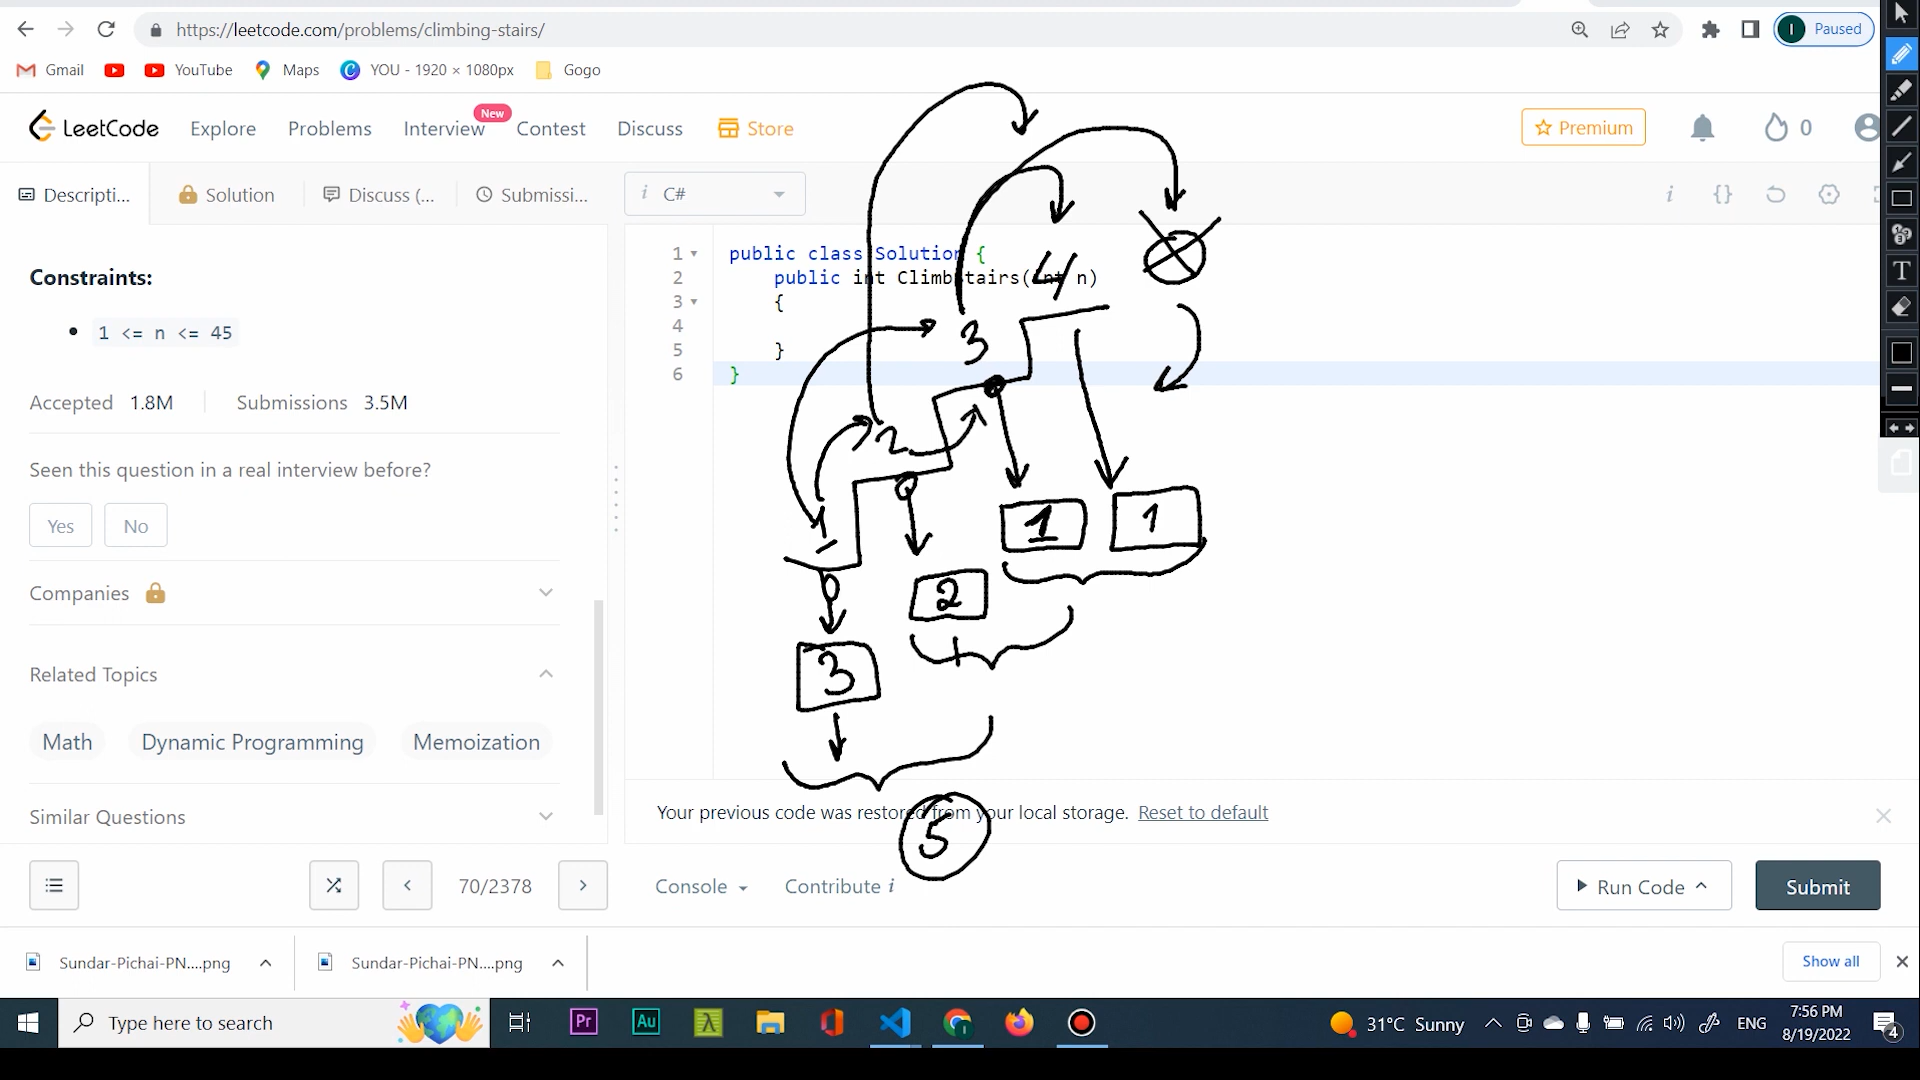 https://leetcode.com/problems/climbing-stairs/
Paused
Gmail
YouTube
Maps
YOU - 1920 × 1080px
Gogo
LeetCode
Explore
Problems
Interview
New
Contest
Discuss
Store
Premium
0
Descripti...
Solution
Discuss (...
Submissi...
i C#
Constraints:
1 <= n <= 45
Accepted 1.8M
Submissions 3.5M
Seen this question in a real interview before?
Yes
No
Companies
Related Topics
Math
Dynamic Programming
Memoization
Similar Questions
1 public class Solution {
2 public int ClimbStairs(int n)
3 {
4
5 }
6 }
4
3
2
1
1
1
2
3
5
Your previous code was restored from your local storage. Reset to default
70/2378
Console
Contribute i
Run Code
Submit
Sundar-Pichai-PN....png
Sundar-Pichai-PN....png
Show all
Type here to search
Pr
Au
31°C Sunny
ENG
7:56 PM
8/19/2022
4